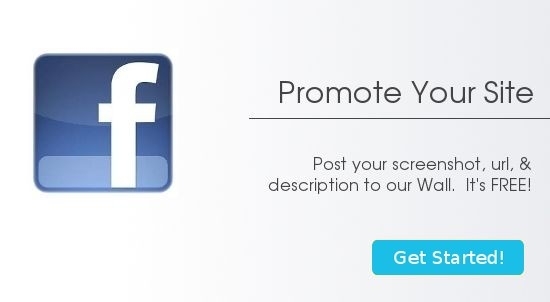 f
Promote Your Site
Post your screenshot, url, &
description to our Wall.  It's FREE!
Get Started!